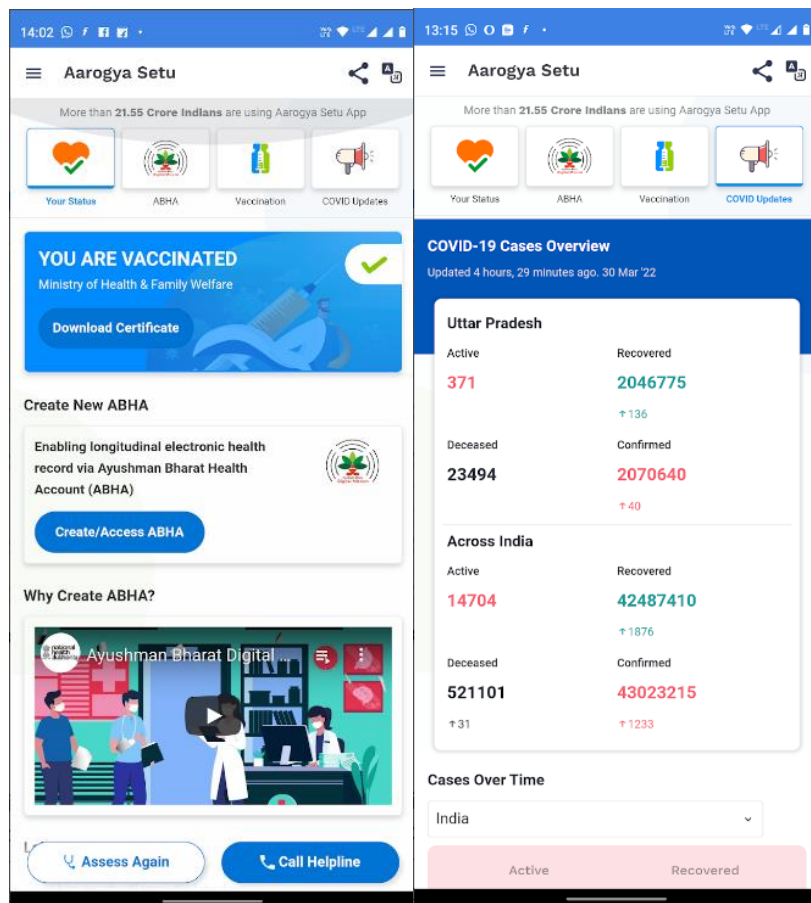 14:02
Aarogya Setu
More than 21.55 Crore Indians are using Aarogya Setu App
Your Status
ABHA
Vaccination
COVID Updates
YOU ARE VACCINATED
Ministry of Health & Family Welfare
Download Certificate
Create New ABHA
Enabling longitudinal electronic health
record via Ayushman Bharat Health
Account (ABHA)
Create/Access ABHA
Why Create ABHA?
Ayushman Bharat Digital ...
Assess Again
Call Helpline
13:15
Aarogya Setu
More than 21.55 Crore Indians are using Aarogya Setu App
Your Status
ABHA
Vaccination
COVID Updates
COVID-19 Cases Overview
Updated 4 hours, 29 minutes ago. 30 Mar '22
Uttar Pradesh
Active Recovered
371 2046775
↑136
Deceased Confirmed
23494 2070640
↑40
Across India
Active Recovered
14704 42487410
↑1876
Deceased Confirmed
521101 43023215
↑31 ↑1233
Cases Over Time
India
Active Recovered